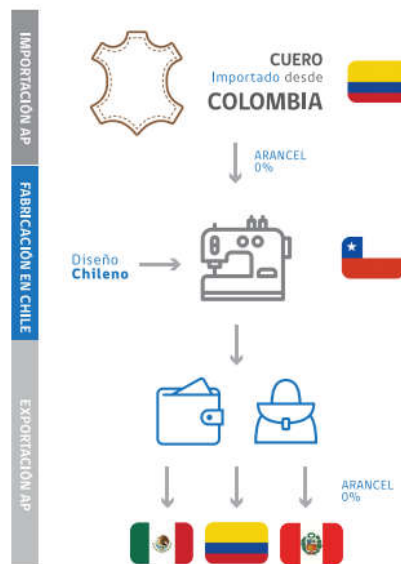 IMPORTACIÓN AP
CUERO
Importado desde
COLOMBIA
ARANCEL
0%
FABRICACIÓN EN CHILE
Diseño
Chileno
EXPORTACIÓN AP
ARANCEL
0%